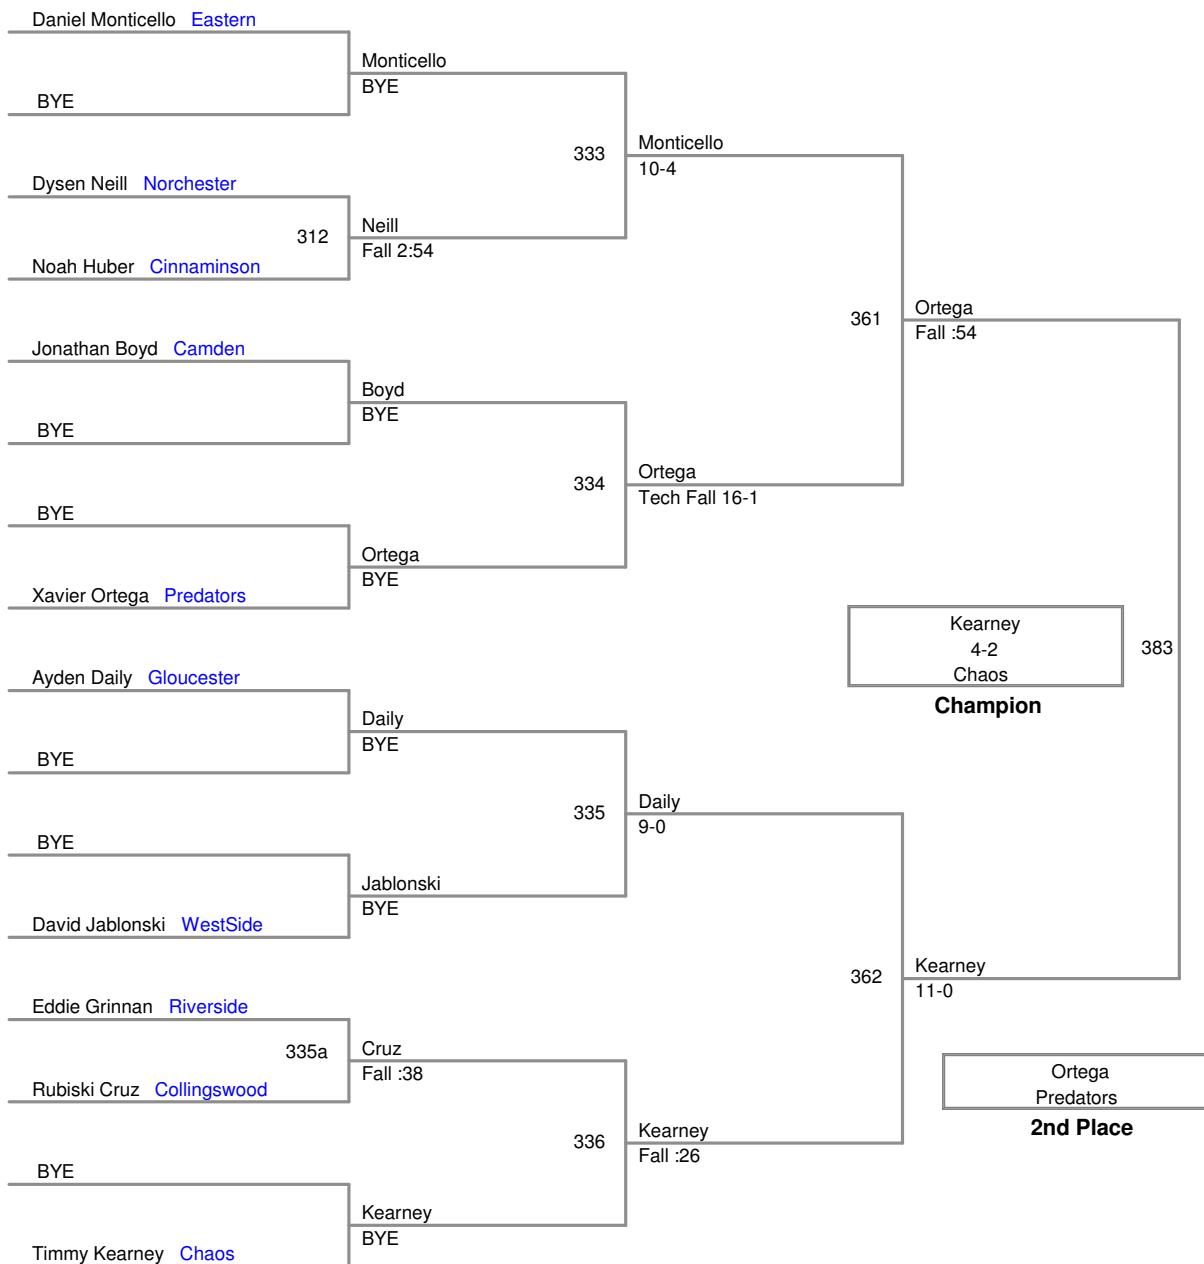 Daniel Monticello Eastern
Monticello
BYE
BYE
333
Monticello
10-4
Dysen Neill Norchester
312
Neill
Fall 2:54
Noah Huber Cinnaminson
361
Ortega
Fall :54
Jonathan Boyd Camden
Boyd
BYE
BYE
334
Ortega
Tech Fall 16-1
BYE
Ortega
BYE
Xavier Ortega Predators
Kearney
4-2
Chaos
383
Champion
Ayden Daily Gloucester
Daily
BYE
BYE
335
Daily
9-0
BYE
Jablonski
BYE
David Jablonski WestSide
362
Kearney
11-0
Eddie Grinnan Riverside
335a
Cruz
Fall :38
Rubiski Cruz Collingswood
Ortega
Predators
2nd Place
336
Kearney
Fall :26
BYE
Kearney
BYE
Timmy Kearney Chaos